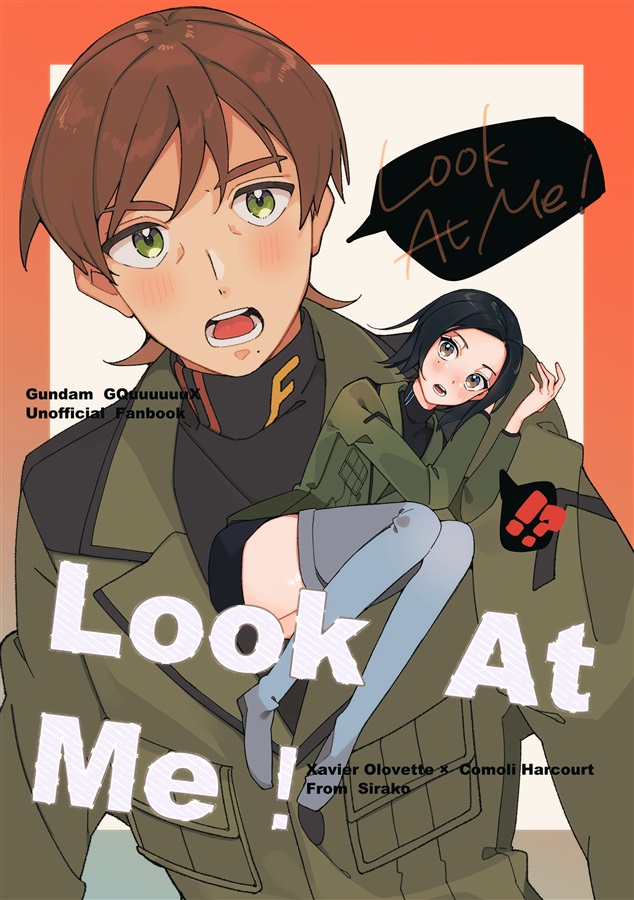 Look
At Me!
Gundam GQuuuuuuX
Unofficial Fanbook
!?
Look At
Me !
Xavier Olovette × Comoli Harcourt
From Sirako